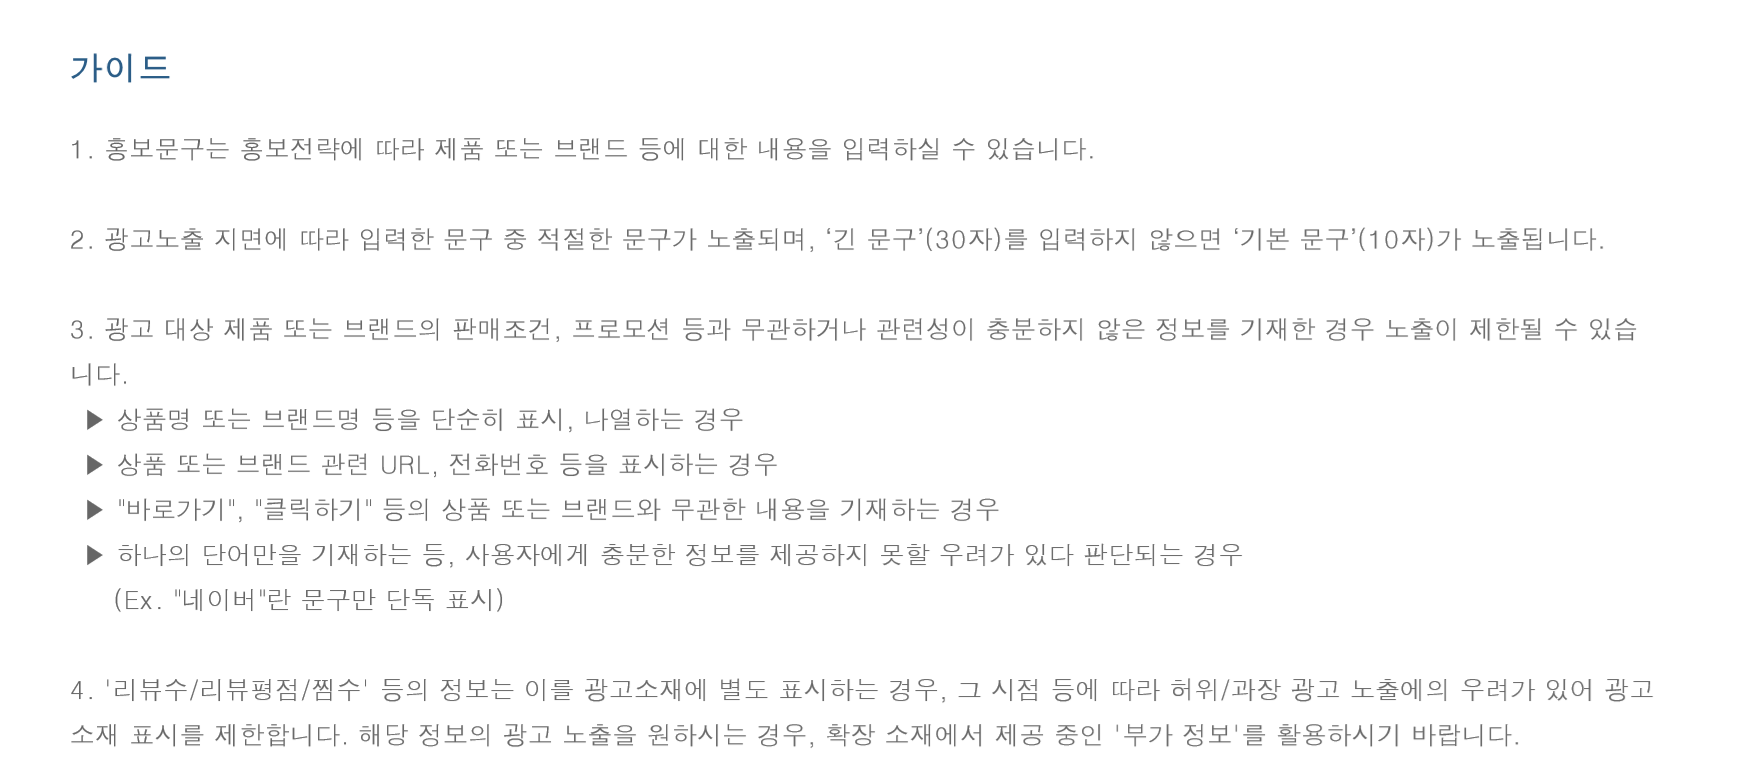 가이드
1. 홍보문구는 홍보전략에 따라 제품 또는 브랜드 등에 대한 내용을 입력하실 수 있습니다.
2. 광고노출 지면에 따라 입력한 문구 중 적절한 문구가 노출되며, ‘긴 문구’(30자)를 입력하지 않으면 ‘기본 문구’(10자)가 노출됩니다.
3. 광고 대상 제품 또는 브랜드의 판매조건, 프로모션 등과 무관하거나 관련성이 충분하지 않은 정보를 기재한 경우 노출이 제한될 수 있습
니다.
▶ 상품명 또는 브랜드명 등을 단순히 표시, 나열하는 경우
▶ 상품 또는 브랜드 관련 URL, 전화번호 등을 표시하는 경우
▶ "바로가기", "클릭하기" 등의 상품 또는 브랜드와 무관한 내용을 기재하는 경우
▶ 하나의 단어만을 기재하는 등, 사용자에게 충분한 정보를 제공하지 못할 우려가 있다 판단되는 경우
(Ex. "네이버"란 문구만 단독 표시)
4. '리뷰수/리뷰평점/찜수' 등의 정보는 이를 광고소재에 별도 표시하는 경우, 그 시점 등에 따라 허위/과장 광고 노출에의 우려가 있어 광고
소재 표시를 제한합니다. 해당 정보의 광고 노출을 원하시는 경우, 확장 소재에서 제공 중인 '부가 정보'를 활용하시기 바랍니다.